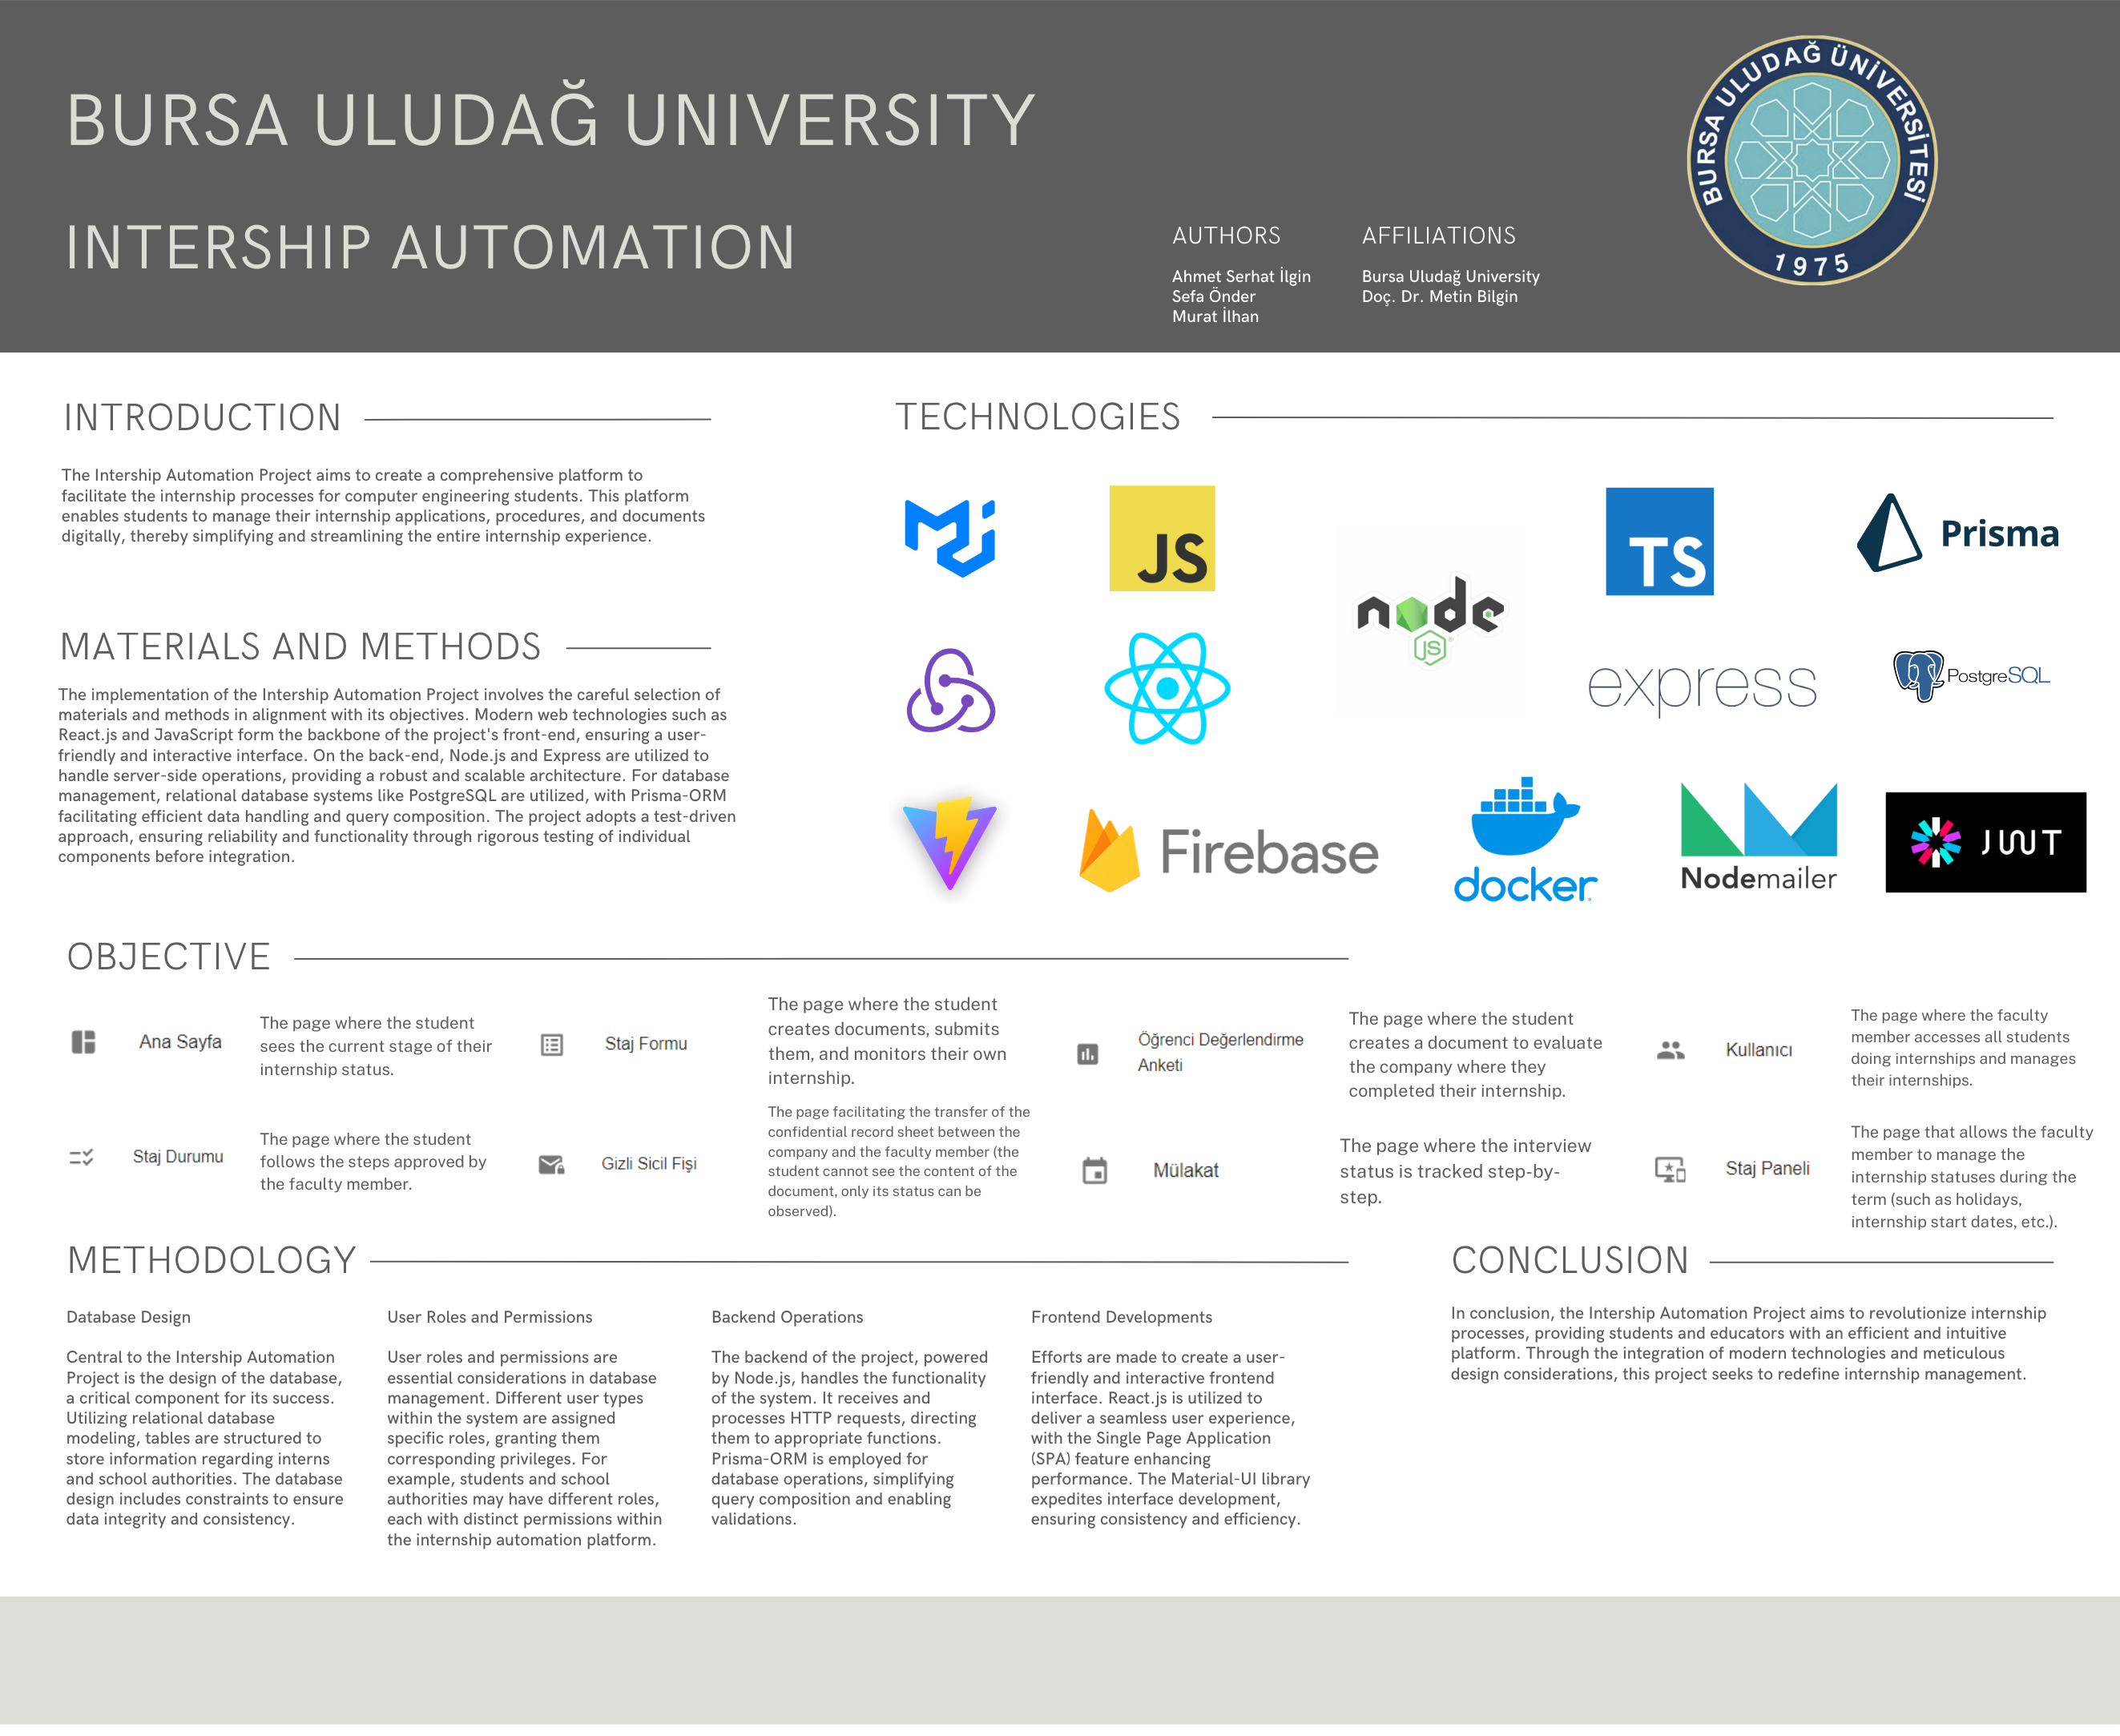 BURSA ULUDAĞ UNIVERSITY
INTERSHIP AUTOMATION
AUTHORS
Ahmet Serhat İlgin
Sefa Önder
Murat İlhan
AFFILIATIONS
Bursa Uludağ University
Doç. Dr. Metin Bilgin
BURSA ULUDAĞ ÜNİVERSİTESİ
1975
INTRODUCTION
The Intership Automation Project aims to create a comprehensive platform to
facilitate the internship processes for computer engineering students. This platform
enables students to manage their internship applications, procedures, and documents
digitally, thereby simplifying and streamlining the entire internship experience.
MATERIALS AND METHODS
The implementation of the Intership Automation Project involves the careful selection of
materials and methods in alignment with its objectives. Modern web technologies such as
React.js and JavaScript form the backbone of the project's front-end, ensuring a user-
friendly and interactive interface. On the back-end, Node.js and Express are utilized to
handle server-side operations, providing a robust and scalable architecture. For database
management, relational database systems like PostgreSQL are utilized, with Prisma-ORM
facilitating efficient data handling and query composition. The project adopts a test-driven
approach, ensuring reliability and functionality through rigorous testing of individual
components before integration.
TECHNOLOGIES
JS
node
JS
TS
Prisma
express
PostgreSQL
Firebase
docker
Nodemailer
JWT
OBJECTIVE
Ana Sayfa
The page where the student
sees the current stage of their
internship status.
Staj Formu
The page where the student
creates documents, submits
them, and monitors their own
internship.
Öğrenci Değerlendirme
Anketi
The page where the student
creates a document to evaluate
the company where they
completed their internship.
Kullanıcı
The page where the faculty
member accesses all students
doing internships and manages
their internships.
Staj Durumu
The page where the student
follows the steps approved by
the faculty member.
Gizli Sicil Fişi
The page facilitating the transfer of the
confidential record sheet between the
company and the faculty member (the
student cannot see the content of the
document, only its status can be
observed).
Mülakat
The page where the interview
status is tracked step-by-
step.
Staj Paneli
The page that allows the faculty
member to manage the
internship statuses during the
term (such as holidays,
internship start dates, etc.).
METHODOLOGY
Database Design
Central to the Intership Automation
Project is the design of the database,
a critical component for its success.
Utilizing relational database
modeling, tables are structured to
store information regarding interns
and school authorities. The database
design includes constraints to ensure
data integrity and consistency.
User Roles and Permissions
User roles and permissions are
essential considerations in database
management. Different user types
within the system are assigned
specific roles, granting them
corresponding privileges. For
example, students and school
authorities may have different roles,
each with distinct permissions within
the internship automation platform.
Backend Operations
The backend of the project, powered
by Node.js, handles the functionality
of the system. It receives and
processes HTTP requests, directing
them to appropriate functions.
Prisma-ORM is employed for
database operations, simplifying
query composition and enabling
validations.
Frontend Developments
Efforts are made to create a user-
friendly and interactive frontend
interface. React.js is utilized to
deliver a seamless user experience,
with the Single Page Application
(SPA) feature enhancing
performance. The Material-UI library
expedites interface development,
ensuring consistency and efficiency.
CONCLUSION
In conclusion, the Intership Automation Project aims to revolutionize internship
processes, providing students and educators with an efficient and intuitive
platform. Through the integration of modern technologies and meticulous
design considerations, this project seeks to redefine internship management.